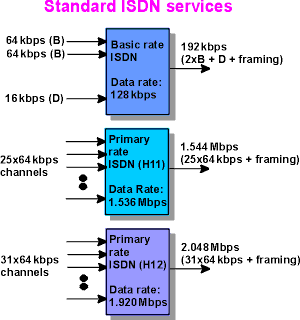 Standard ISDN services
64 kbps (B)
64 kbps (B)
16 kbps (D)
Basic rate
ISDN
Data rate:
128 kbps
192 kbps
(2xB + D + framing)
25x64 kbps
channels
Primary
rate
ISDN (H11)
Data Rate:
1.536 Mbps
1.544 Mbps
(25x64 kbps + framing)
31x64 kbps
channels
Primary
rate
ISDN (H12)
Data rate:
1.920 Mbps
2.048 Mbps
(31x64 kbps + framing)